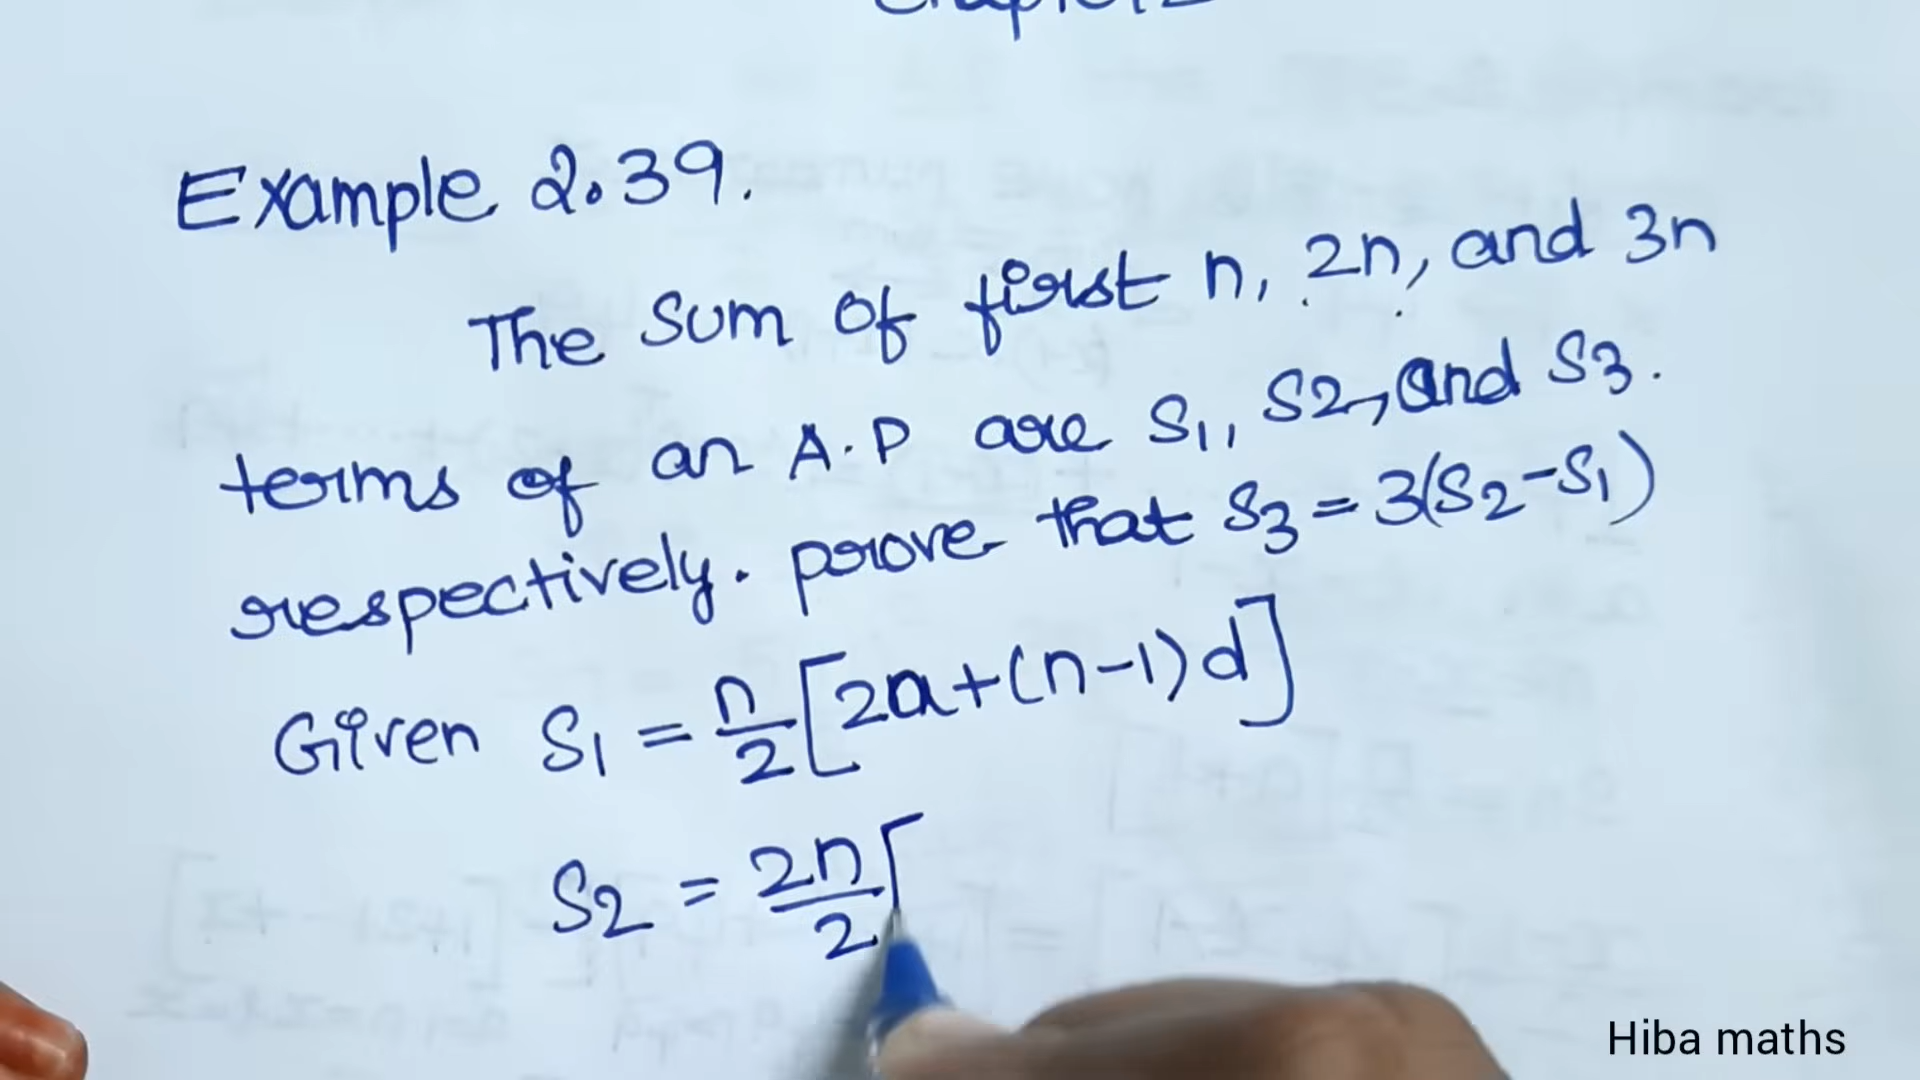 Example 2.39.
The sum of first n, 2n, and 3n
terms of an A.P are S1, S2, and S3.
respectively. prove that S3 = 3(S2-S1)
Given S1 = n/2 [2a+(n-1)d]
S2 = 2n/2 [
Hiba maths